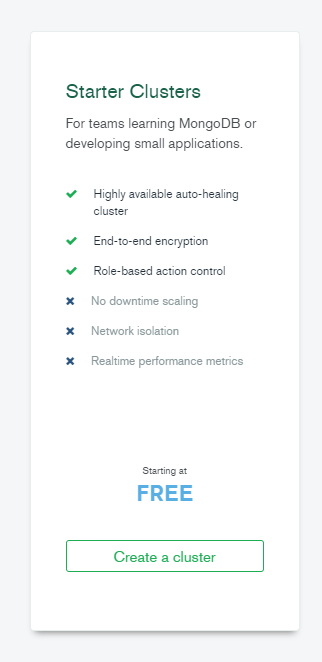 Starter Clusters
For teams learning MongoDB or
developing small applications.
Highly available auto-healing
cluster
End-to-end encryption
Role-based action control
No downtime scaling
Network isolation
Realtime performance metrics
Starting at
FREE
Create a cluster